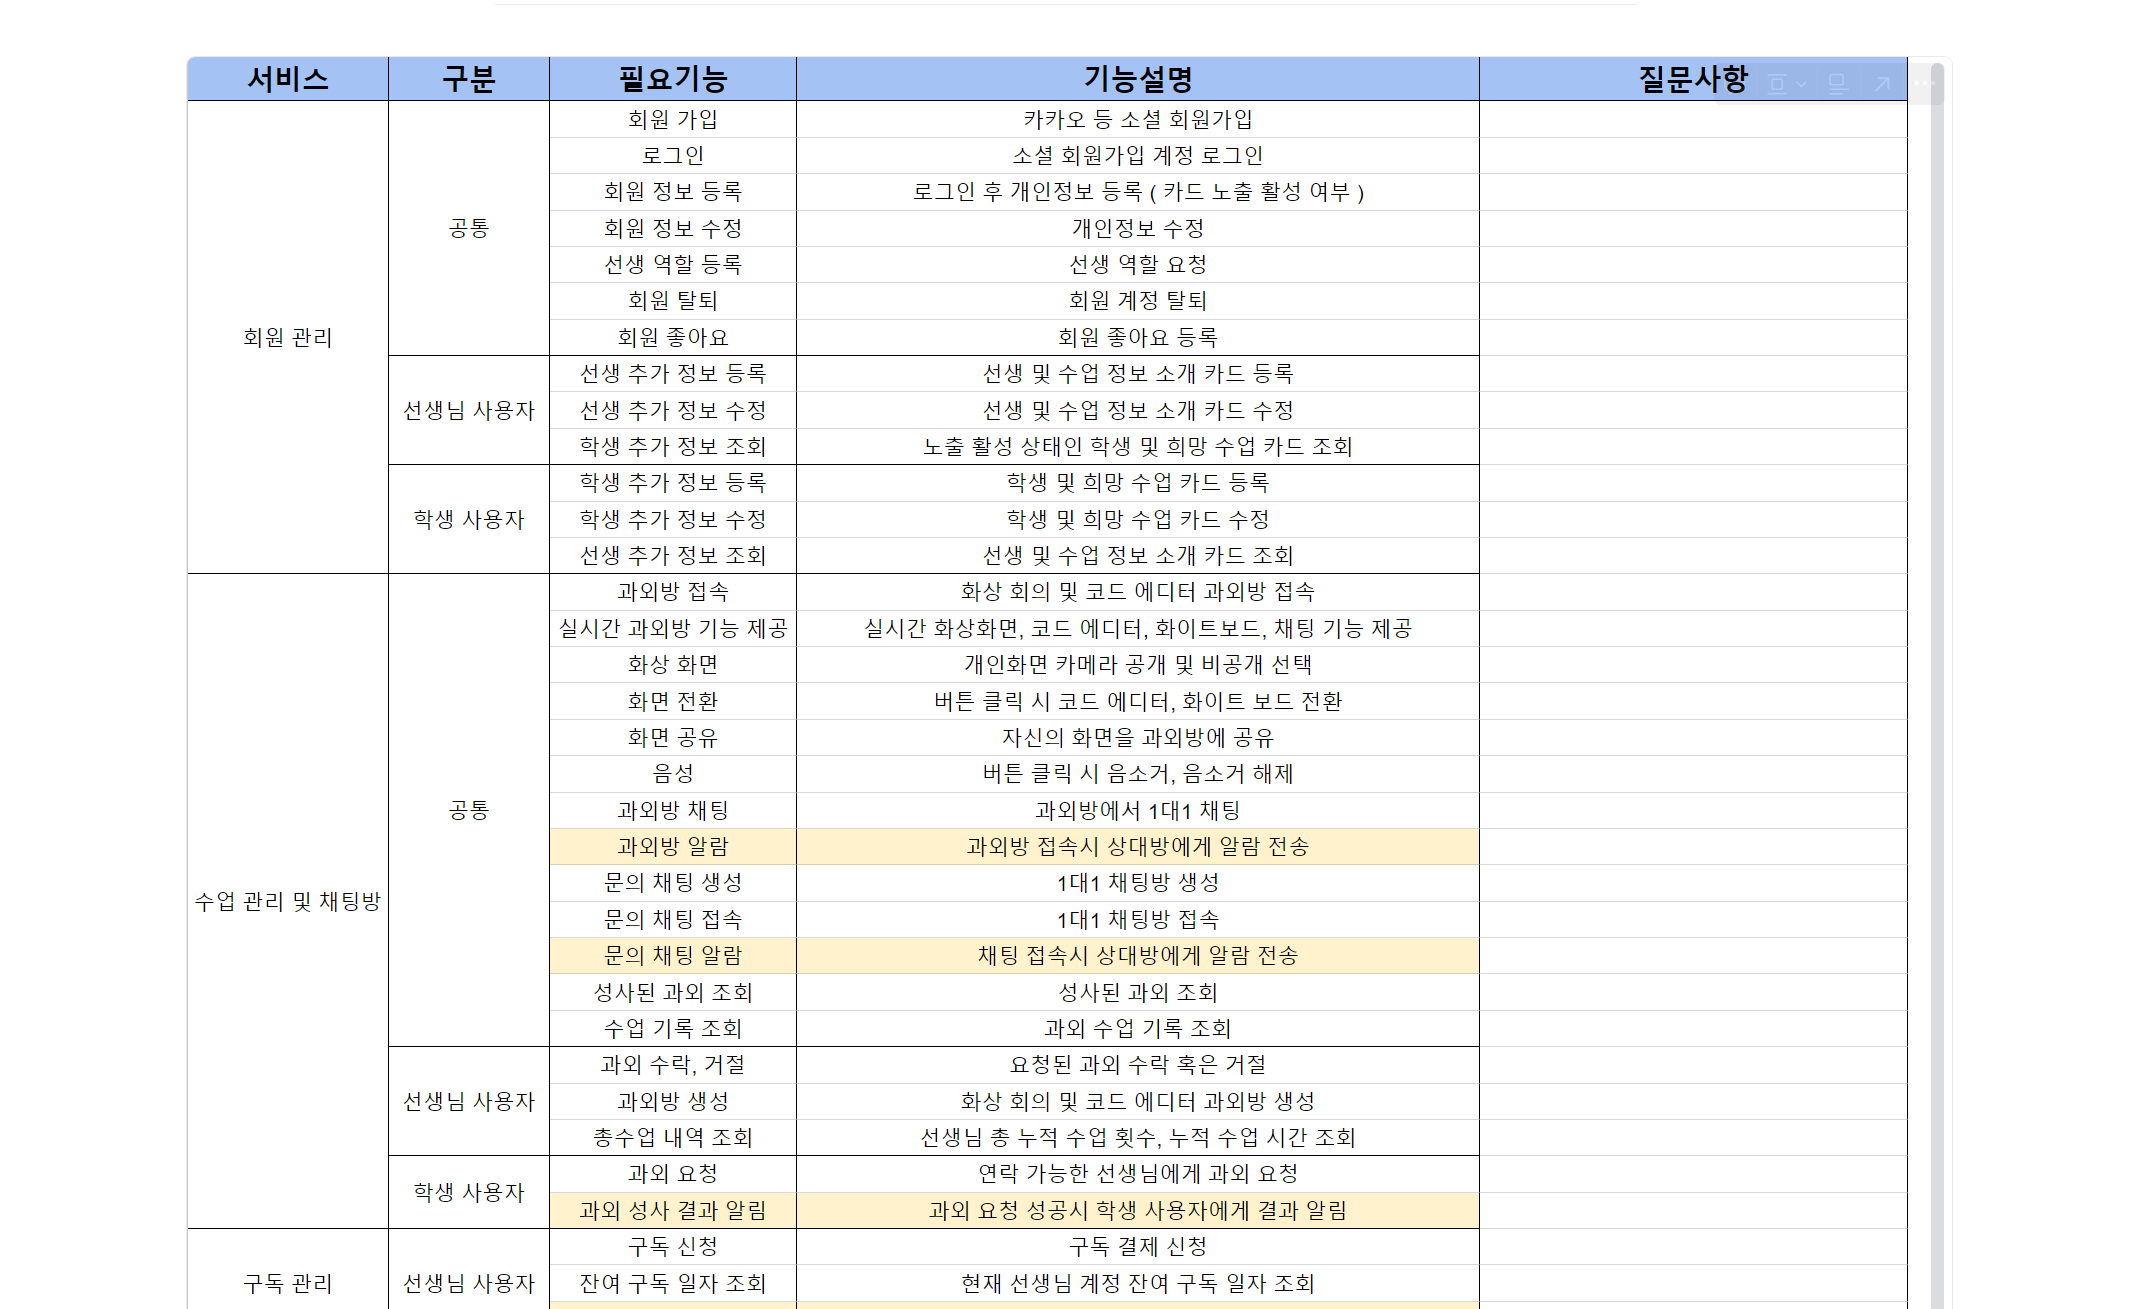 서비스 구분 필요기능 기능설명 질문사항
회원 가입 카카오 등 소셜 회원가입
로그인 소셜 회원가입 계정 로그인
회원 정보 등록 로그인 후 개인정보 등록 ( 카드 노출 활성 여부 )
공통 회원 정보 수정 개인정보 수정
선생 역할 등록 선생 역할 요청
회원 탈퇴 회원 계정 탈퇴
회원 관리 회원 좋아요 회원 좋아요 등록
선생 추가 정보 등록 선생 및 수업 정보 소개 카드 등록
선생님 사용자 선생 추가 정보 수정 선생 및 수업 정보 소개 카드 수정
학생 추가 정보 조회 노출 활성 상태인 학생 및 희망 수업 카드 조회
학생 추가 정보 등록 학생 및 희망 수업 카드 등록
학생 사용자 학생 추가 정보 수정 학생 및 희망 수업 카드 수정
선생 추가 정보 조회 선생 및 수업 정보 소개 카드 조회
과외방 접속 화상 회의 및 코드 에디터 과외방 접속
실시간 과외방 기능 제공 실시간 화상화면, 코드 에디터, 화이트보드, 채팅 기능 제공
화상 화면 개인화면 카메라 공개 및 비공개 선택
화면 전환 버튼 클릭 시 코드 에디터, 화이트 보드 전환
화면 공유 자신의 화면을 과외방에 공유
음성 버튼 클릭 시 음소거, 음소거 해제
공통 과외방 채팅 과외방에서 1대1 채팅
과외방 알람 과외방 접속시 상대방에게 알람 전송
문의 채팅 생성 1대1 채팅방 생성
수업 관리 및 채팅방 문의 채팅 접속 1대1 채팅방 접속
문의 채팅 알람 채팅 접속시 상대방에게 알람 전송
성사된 과외 조회 성사된 과외 조회
수업 기록 조회 과외 수업 기록 조회
과외 수락, 거절 요청된 과외 수락 혹은 거절
선생님 사용자 과외방 생성 화상 회의 및 코드 에디터 과외방 생성
총수업 내역 조회 선생님 총 누적 수업 횟수, 누적 수업 시간 조회
과외 요청 연락 가능한 선생님에게 과외 요청
학생 사용자 과외 성사 결과 알림 과외 요청 성공시 학생 사용자에게 결과 알림
구독 신청 구독 결제 신청
구독 관리 선생님 사용자 잔여 구독 일자 조회 현재 선생님 계정 잔여 구독 일자 조회